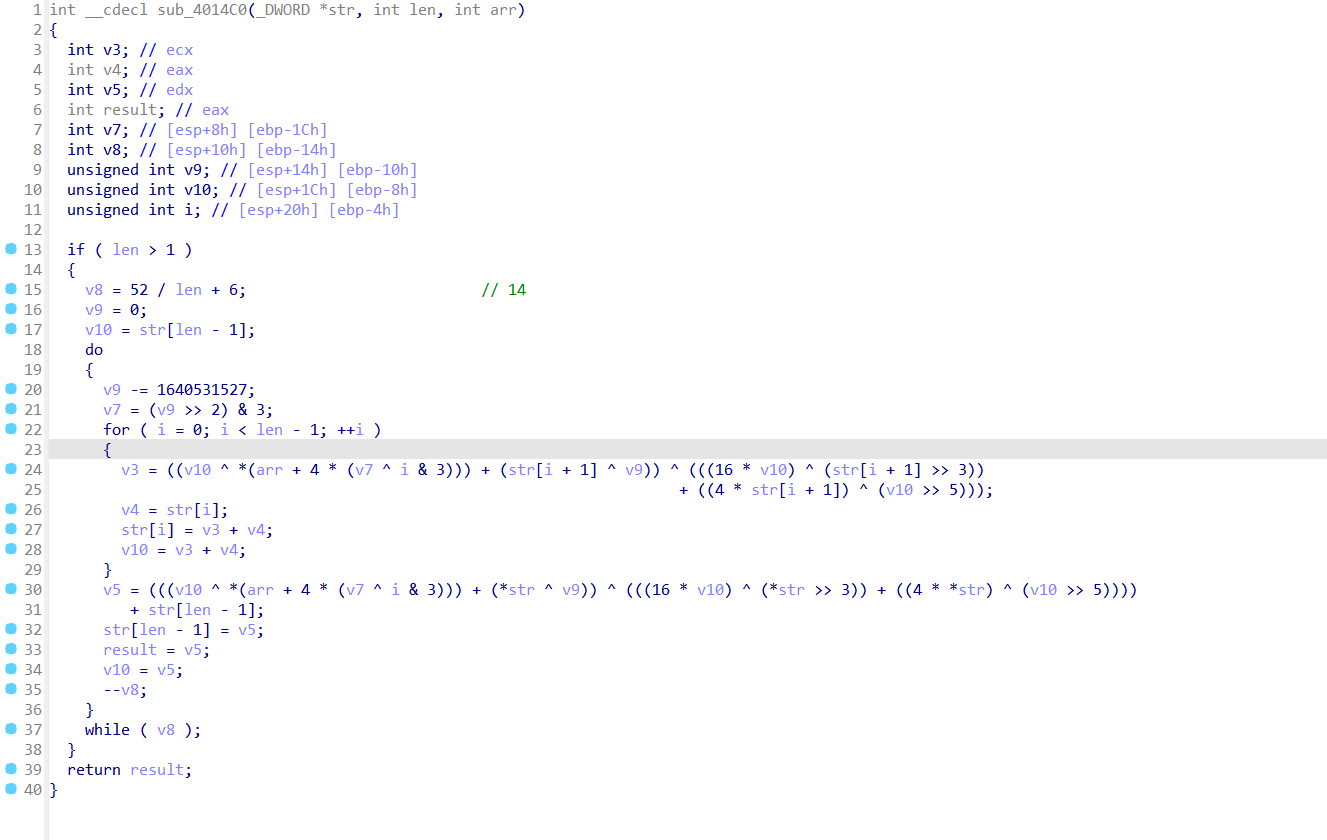 1 int __cdecl sub_4014C0(_DWORD *str, int len, int arr)
2 {
3   int v3; // ecx
4   int v4; // eax
5   int v5; // edx
6   int result; // eax
7   int v7; // [esp+8h] [ebp-1Ch]
8   int v8; // [esp+10h] [ebp-14h]
9   unsigned int v9; // [esp+14h] [ebp-10h]
10   unsigned int v10; // [esp+1Ch] [ebp-8h]
11   unsigned int i; // [esp+20h] [ebp-4h]
12
13   if ( len > 1 )
14   {
15     v8 = 52 / len + 6; // 14
16     v9 = 0;
17     v10 = str[len - 1];
18     do
19     {
20       v9 -= 1640531527;
21       v7 = (v9 >> 2) & 3;
22       for ( i = 0; i < len - 1; ++i )
23       {
24         v3 = ((v10 ^ *(arr + 4 * (v7 ^ i & 3))) + (str[i + 1] ^ v9)) ^ (((16 * v10) ^ (str[i + 1] >> 3))
25 + ((4 * str[i + 1]) ^ (v10 >> 5)));
26         v4 = str[i];
27         str[i] = v3 + v4;
28         v10 = v3 + v4;
29       }
30       v5 = (((v10 ^ *(arr + 4 * (v7 ^ i & 3))) + (*str ^ v9)) ^ (((16 * v10) ^ (*str >> 3)) + ((4 * *str) ^ (v10 >> 5))))
31          + str[len - 1];
32       str[len - 1] = v5;
33       result = v5;
34       v10 = v5;
35       --v8;
36     }
37     while ( v8 );
38   }
39   return result;
40 }